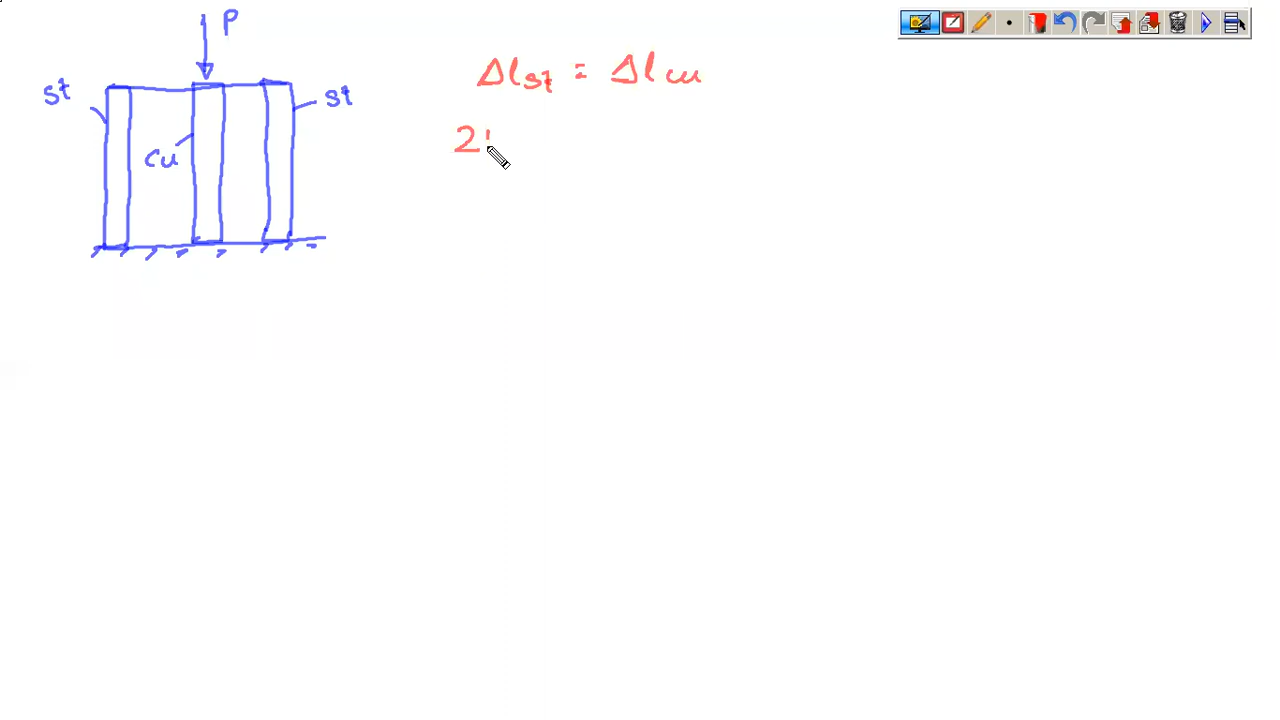 P
st
st
Cu
Δlst = Δlcu
2